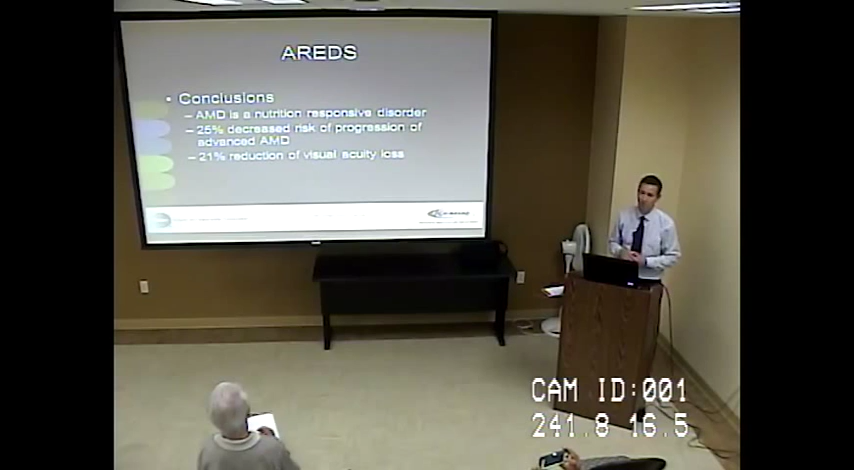 AREDS
• Conclusions
– AMD is a nutrition responsive disorder
– 25% decreased risk of progression of
advanced AMD
– 21% reduction of visual acuity loss
CAM ID:001
241.8 16.5